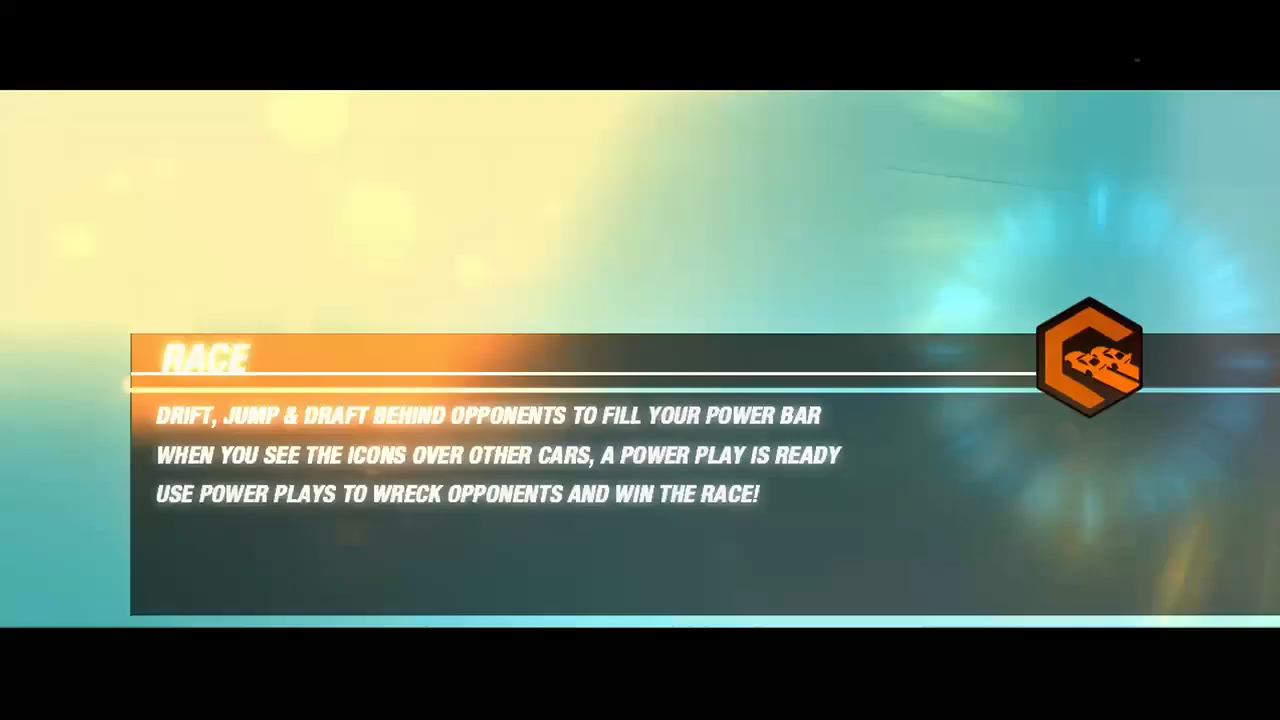 RACE
DRIFT, JUMP & DRAFT BEHIND OPPONENTS TO FILL YOUR POWER BAR
WHEN YOU SEE THE ICONS OVER OTHER CARS, A POWER PLAY IS READY
USE POWER PLAYS TO WRECK OPPONENTS AND WIN THE RACE!